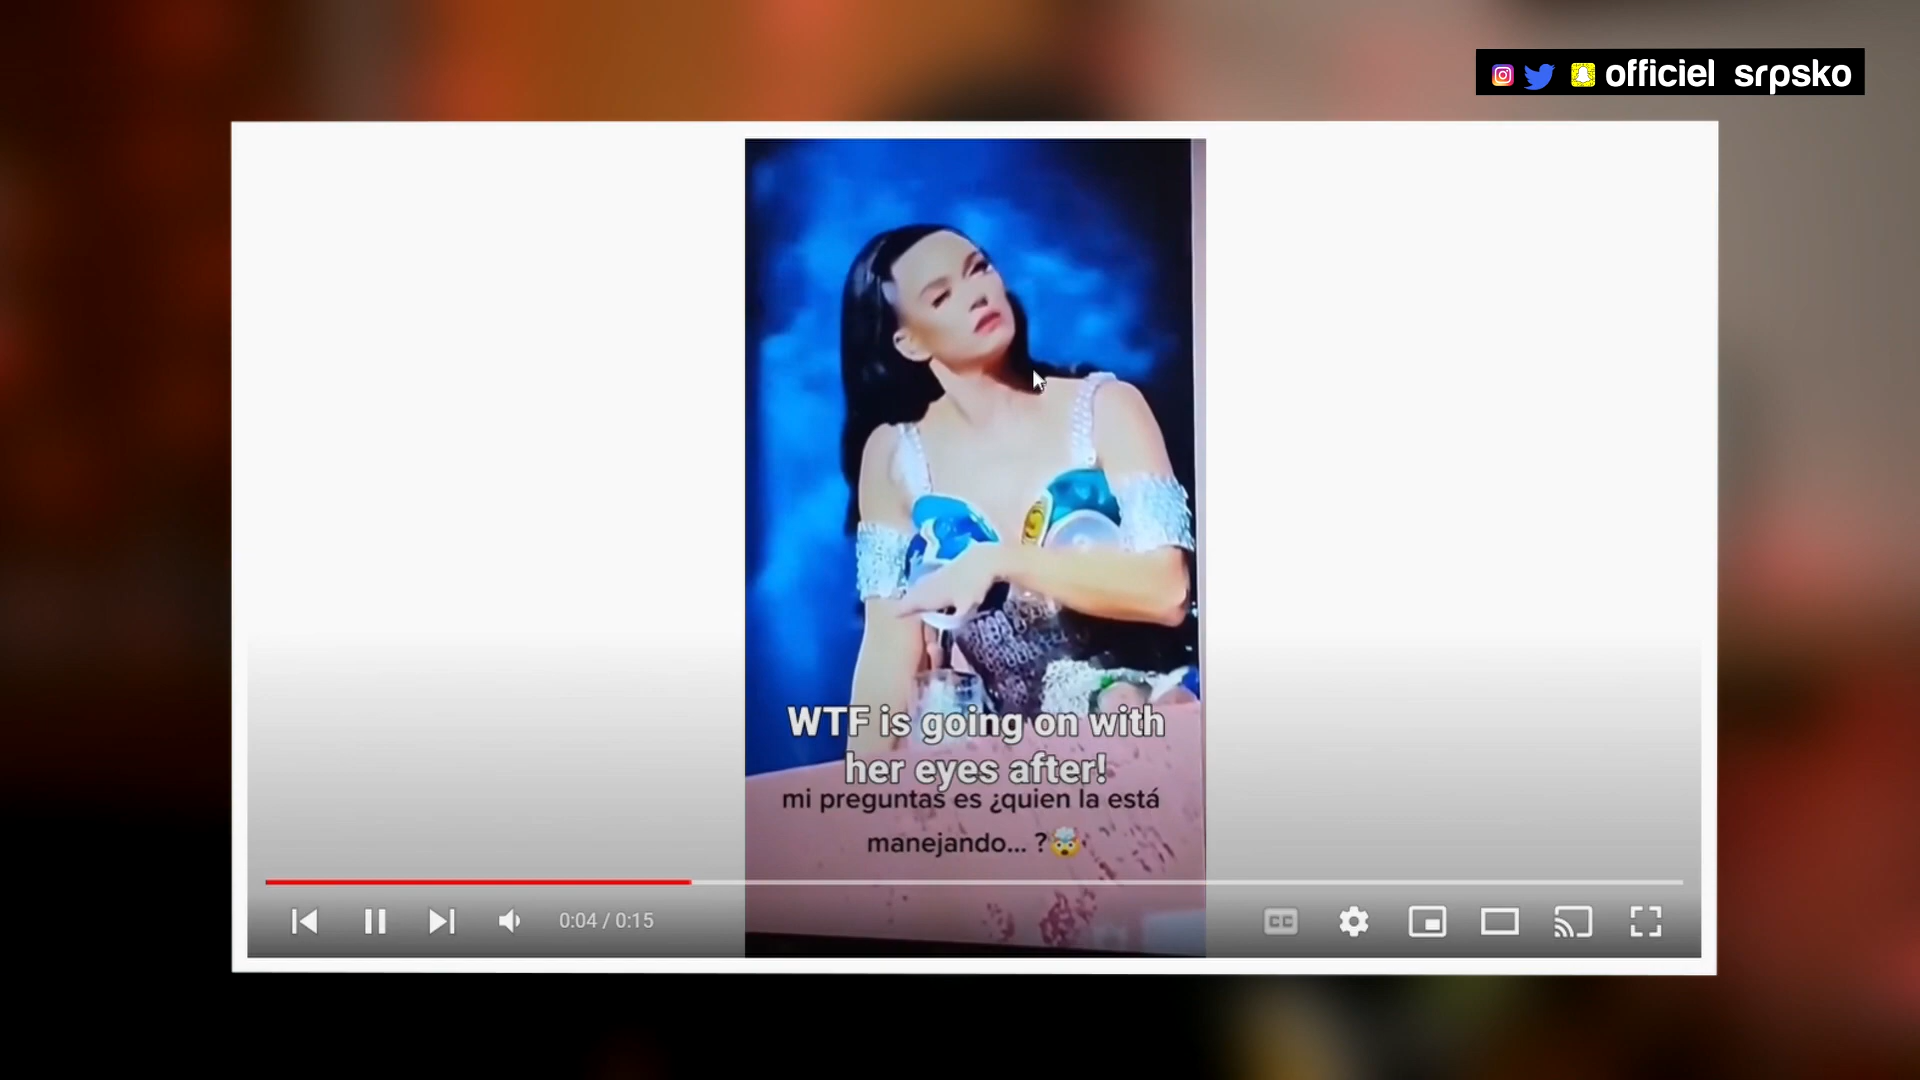 officiel srpsko
WTF is going on with
her eyes after!
mi preguntas es ¿quien la está
manejando... ?🤯
0:04 / 0:15
CC